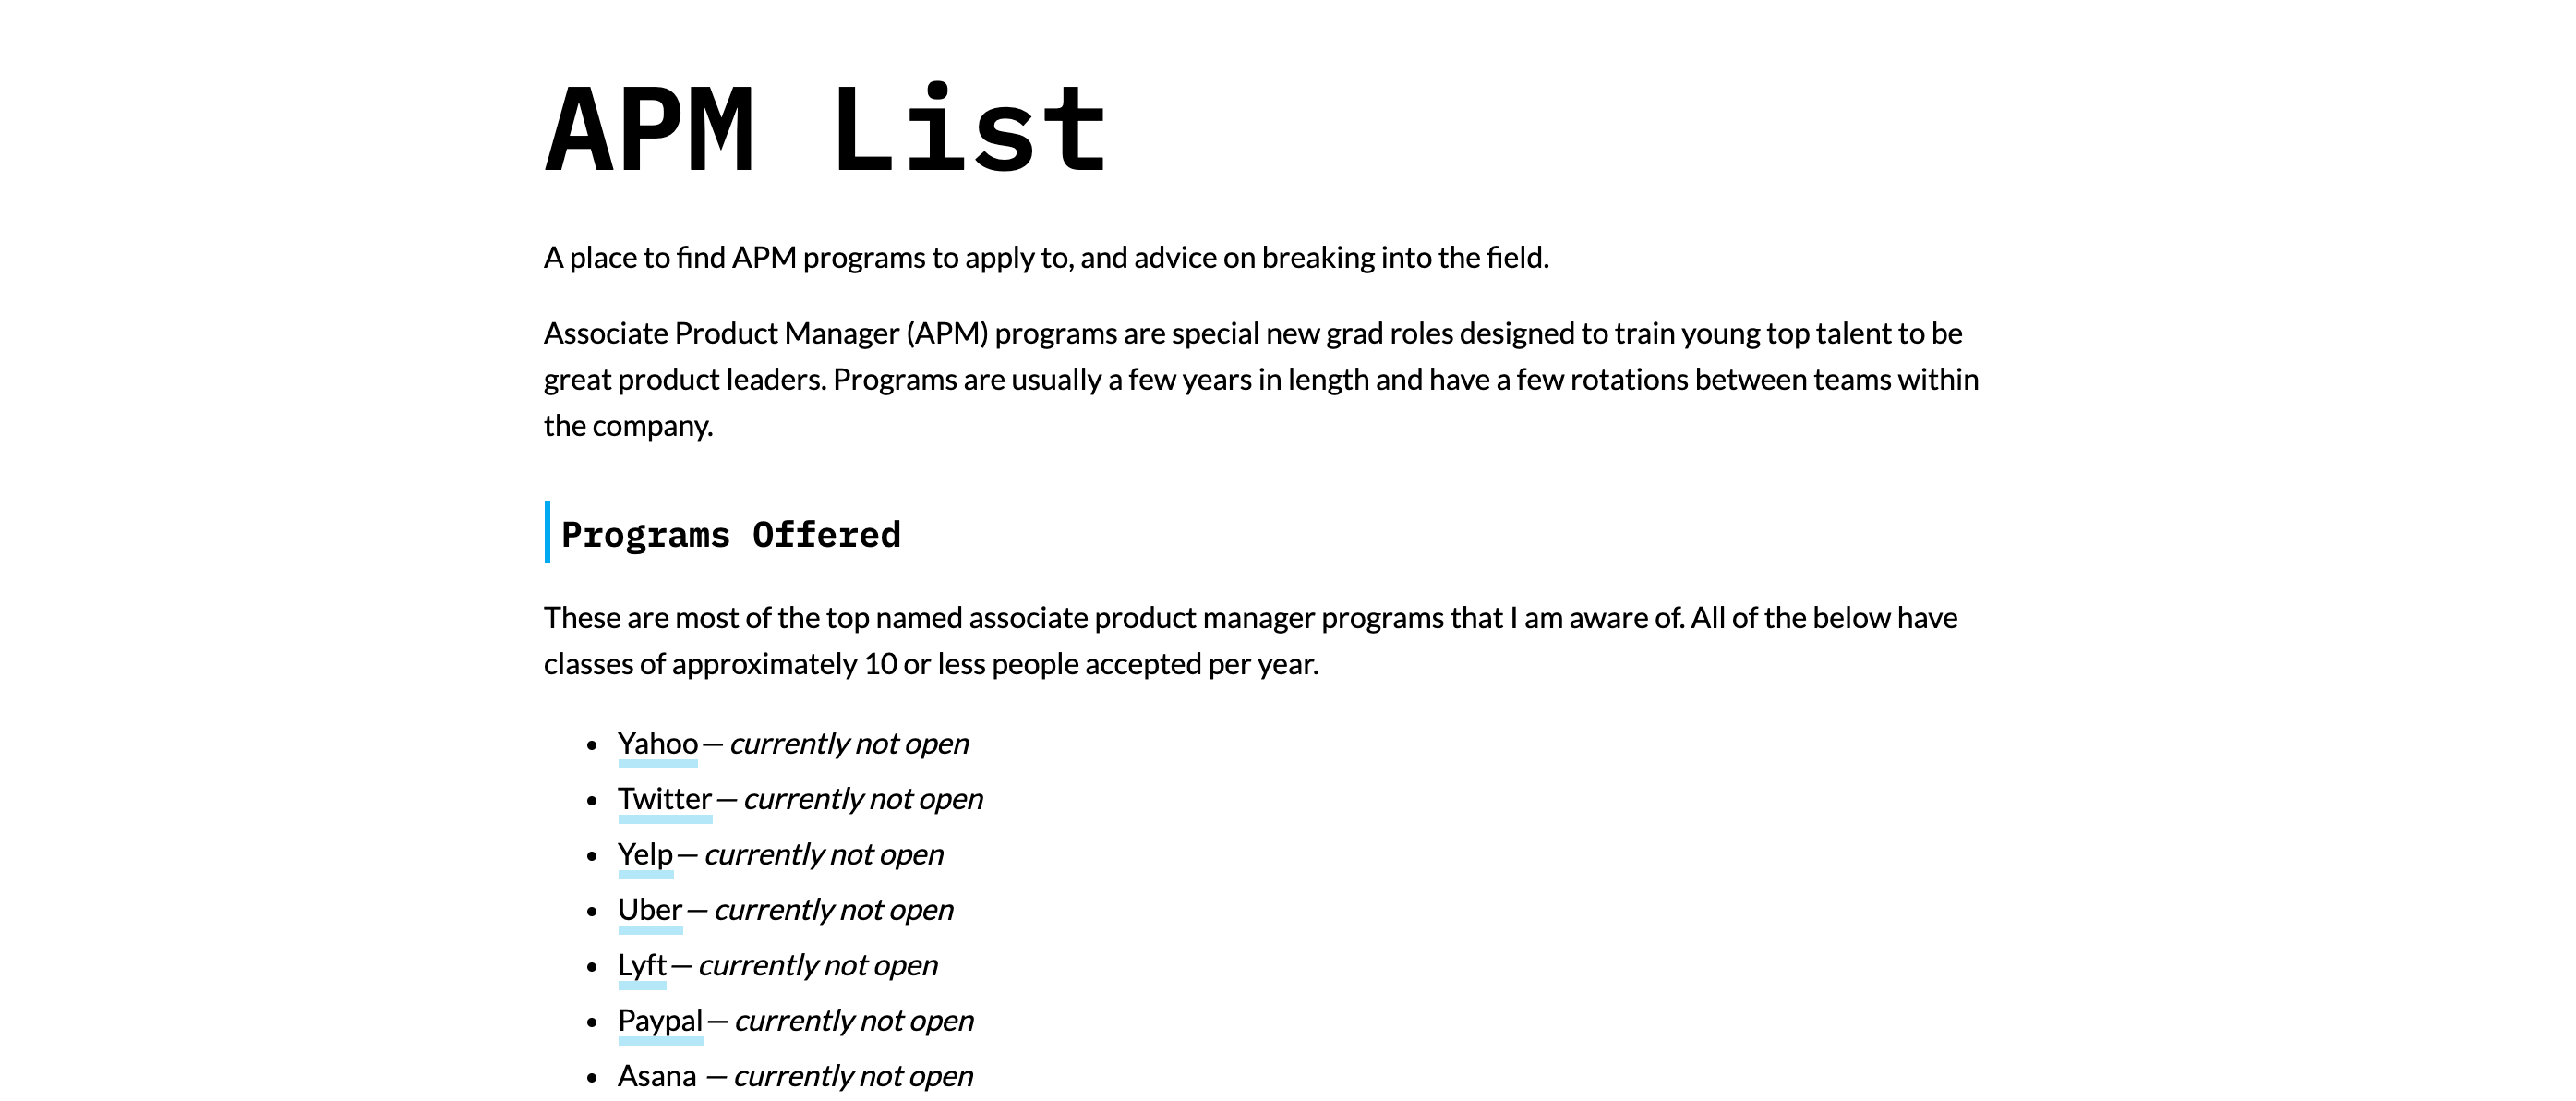 APM List
A place to find APM programs to apply to, and advice on breaking into the field.
Associate Product Manager (APM) programs are special new grad roles designed to train young top talent to be
great product leaders. Programs are usually a few years in length and have a few rotations between teams within
the company.
Programs Offered
These are most of the top named associate product manager programs that I am aware of. All of the below have
classes of approximately 10 or less people accepted per year.
• Yahoo — currently not open
• Twitter — currently not open
• Yelp — currently not open
• Uber — currently not open
• Lyft — currently not open
• Paypal — currently not open
• Asana — currently not open